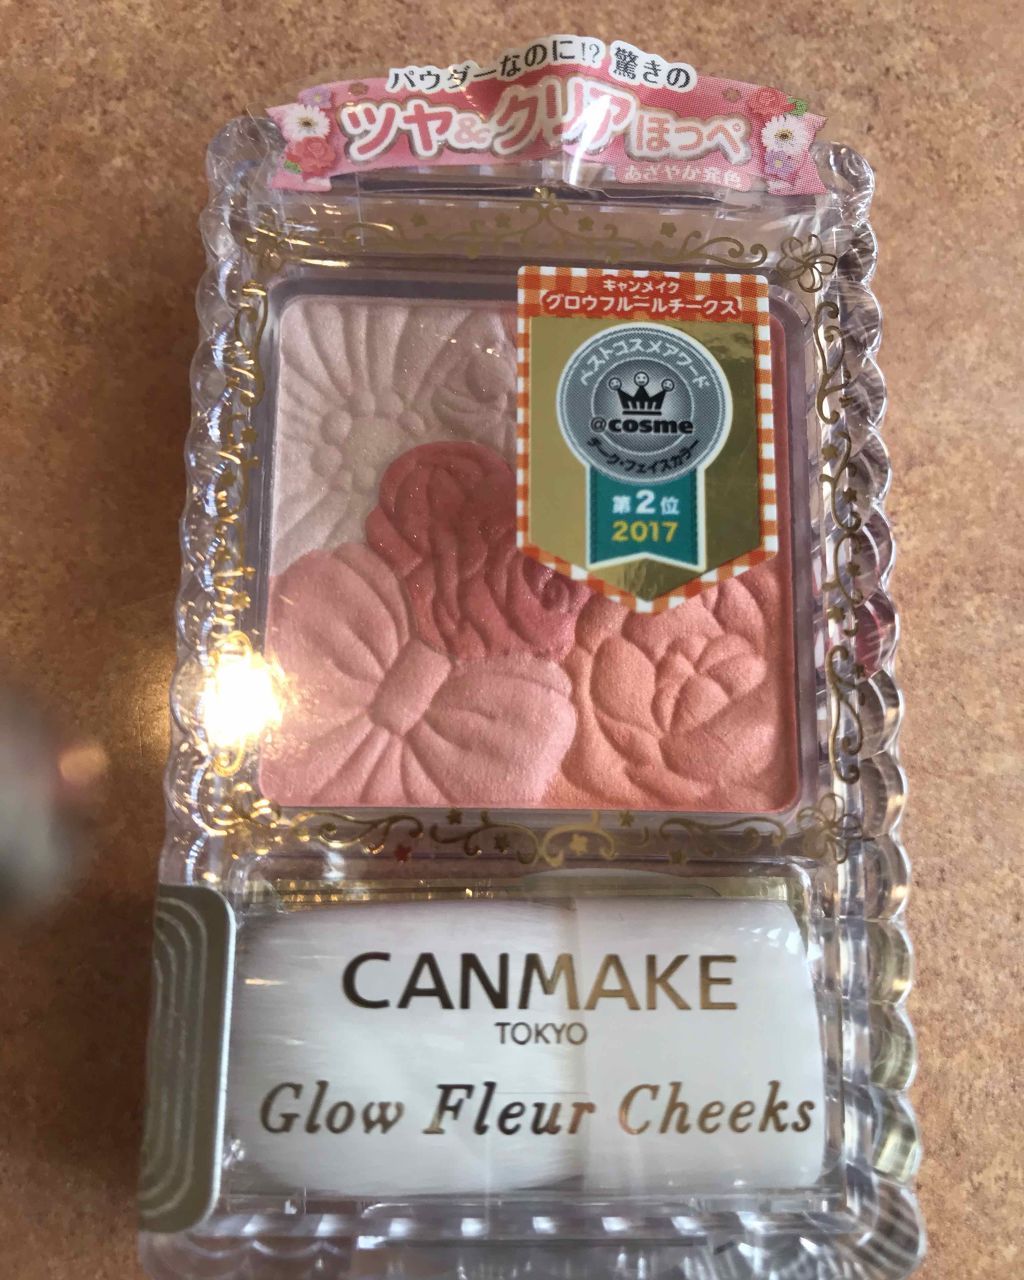 パウダーなのに!? 驚きの
ツヤ&クリアほっぺ
あざやか発色
キャンメイク
グロウフルールチークス
ベストコスメアワード
@cosme
チーク・フェイスカラー
第2位
2017
CANMAKE
TOKYO
Glow Fleur Cheeks